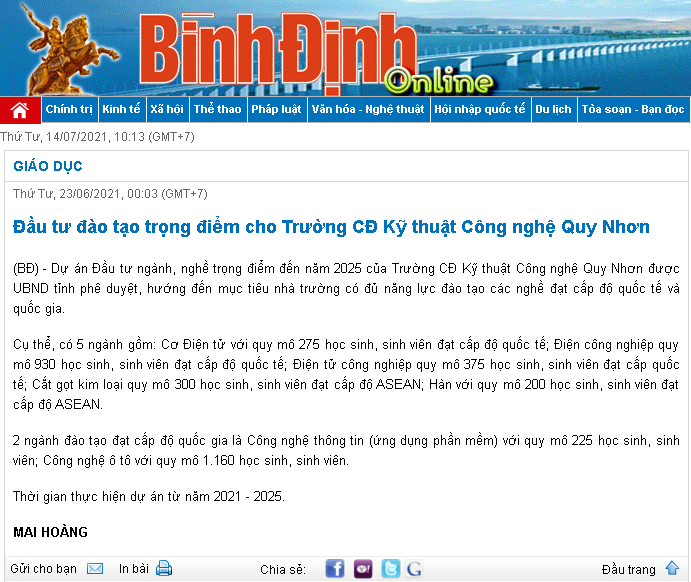 Bình Định
Online
Chính trị Kinh tế Xã hội Thể thao Pháp luật Văn hóa - Nghệ thuật Hội nhập quốc tế Du lịch Tòa soạn - Bạn đọc
Thứ Tư, 14/07/2021, 10:13 (GMT+7)
GIÁO DỤC
Thứ Tư, 23/06/2021, 00:03 (GMT+7)
Đầu tư đào tạo trọng điểm cho Trường CĐ Kỹ thuật Công nghệ Quy Nhơn
(BĐ) - Dự án Đầu tư ngành, nghề trọng điểm đến năm 2025 của Trường CĐ Kỹ thuật Công nghệ Quy Nhơn được
UBND tỉnh phê duyệt, hướng đến mục tiêu nhà trường có đủ năng lực đào tạo các nghề đạt cấp độ quốc tế và
quốc gia.
Cụ thể, có 5 ngành gồm: Cơ Điện tử với quy mô 275 học sinh, sinh viên đạt cấp độ quốc tế; Điện công nghiệp quy
mô 930 học sinh, sinh viên đạt cấp độ quốc tế; Điện tử công nghiệp quy mô 375 học sinh, sinh viên đạt cấp quốc
tế; Cắt gọt kim loại quy mô 300 học sinh, sinh viên đạt cấp độ ASEAN; Hàn với quy mô 200 học sinh, sinh viên đạt
cấp độ ASEAN.
2 ngành đào tạo đạt cấp độ quốc gia là Công nghệ thông tin (ứng dụng phần mềm) với quy mô 225 học sinh, sinh
viên; Công nghệ ô tô với quy mô 1.160 học sinh, sinh viên.
Thời gian thực hiện dự án từ năm 2021 - 2025.
MAI HOÀNG
Gửi cho bạn In bài Chia sẻ: Đầu trang